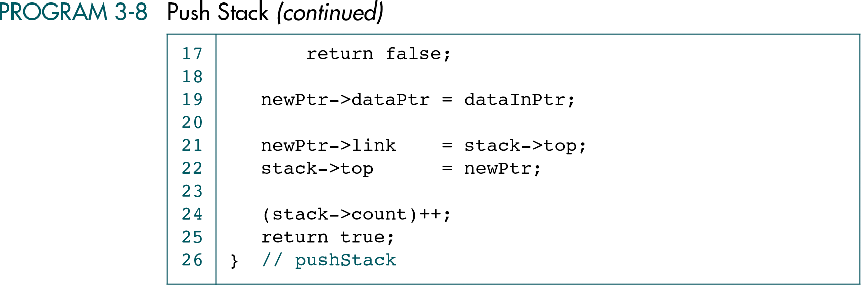 PROGRAM 3-8 Push Stack (continued)
17 return false;
18
19 newPtr->dataPtr = dataInPtr;
20
21 newPtr->link = stack->top;
22 stack->top = newPtr;
23
24 (stack->count)++;
25 return true;
26 } // pushStack